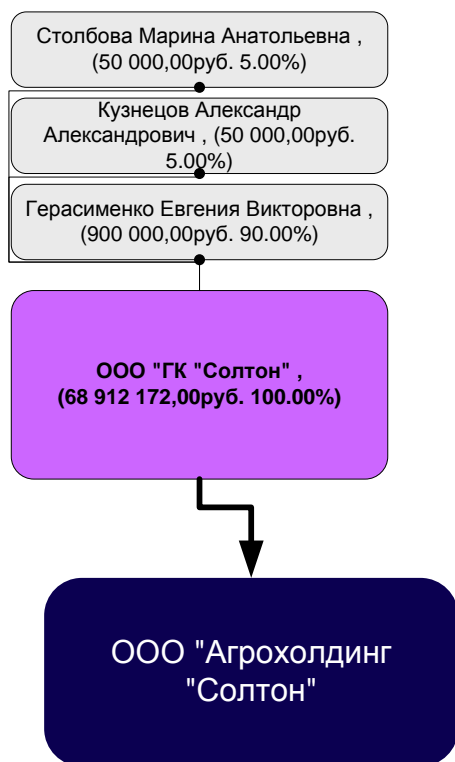 Столбова Марина Анатольевна ,
(50 000,00руб. 5.00%)
Кузнецов Александр
Александрович , (50 000,00руб.
5.00%)
Герасименко Евгения Викторовна ,
(900 000,00руб. 90.00%)
ООО "ГК "Солтон" ,
(68 912 172,00руб. 100.00%)
ООО "Агрохолдинг
"Солтон"